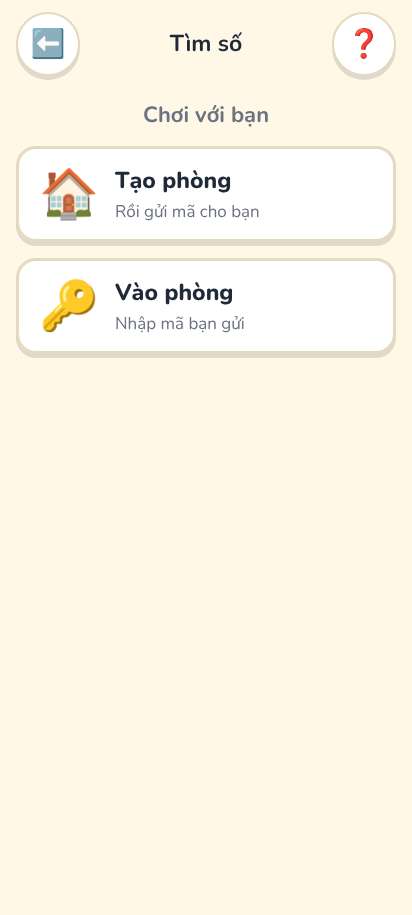 Tìm số
Chơi với bạn
Tạo phòng
Rồi gửi mã cho bạn
Vào phòng
Nhập mã bạn gửi